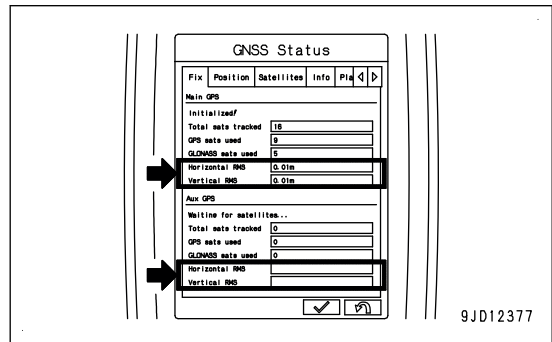 GNSS Status
Fix Position Satellites Info Pla
Main GPS
Initialized!
Total sats tracked 16
GPS sats used 9
GLONASS sats used 5
Horizontal RMS 0.01m
Vertical RMS 0.01m
Aux GPS
Waiting for satellites...
Total sats tracked 0
GPS sats used 0
GLONASS sats used 0
Horizontal RMS
Vertical RMS
9JD12377